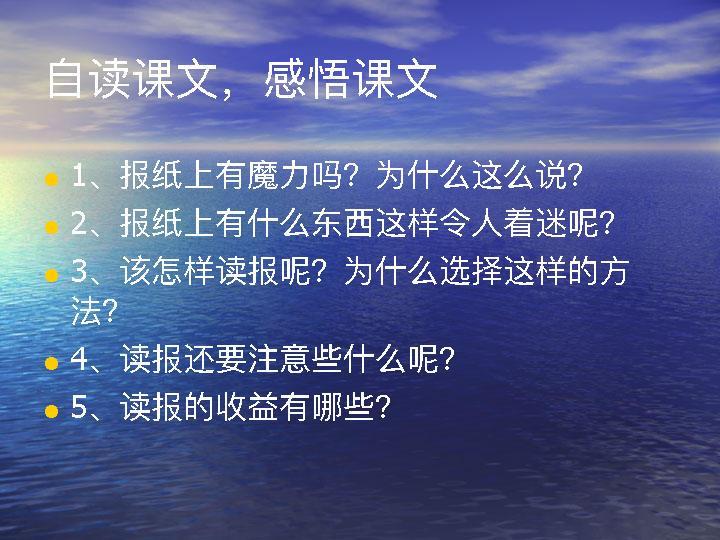 自读课文，感悟课文
1、报纸上有魔力吗？为什么这么说？
2、报纸上有什么东西这样令人着迷呢？
3、该怎样读报呢？为什么选择这样的方
法？
4、读报还要注意些什么呢？
5、读报的收益有哪些？